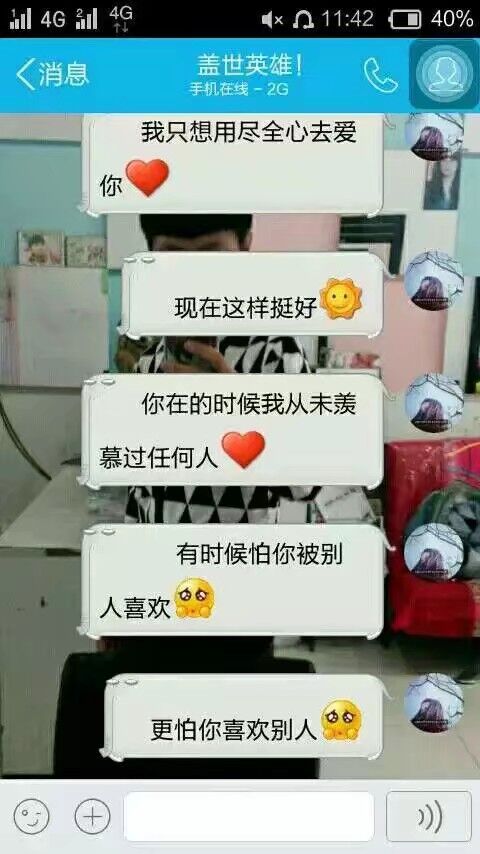 4G 4G 11:42 40%
消息
盖世英雄！
手机在线 - 2G
我只想用尽全心去爱
你
现在这样挺好
你在的时候我从未羡
慕过任何人
有时候怕你被别
人喜欢
更怕你喜欢别人